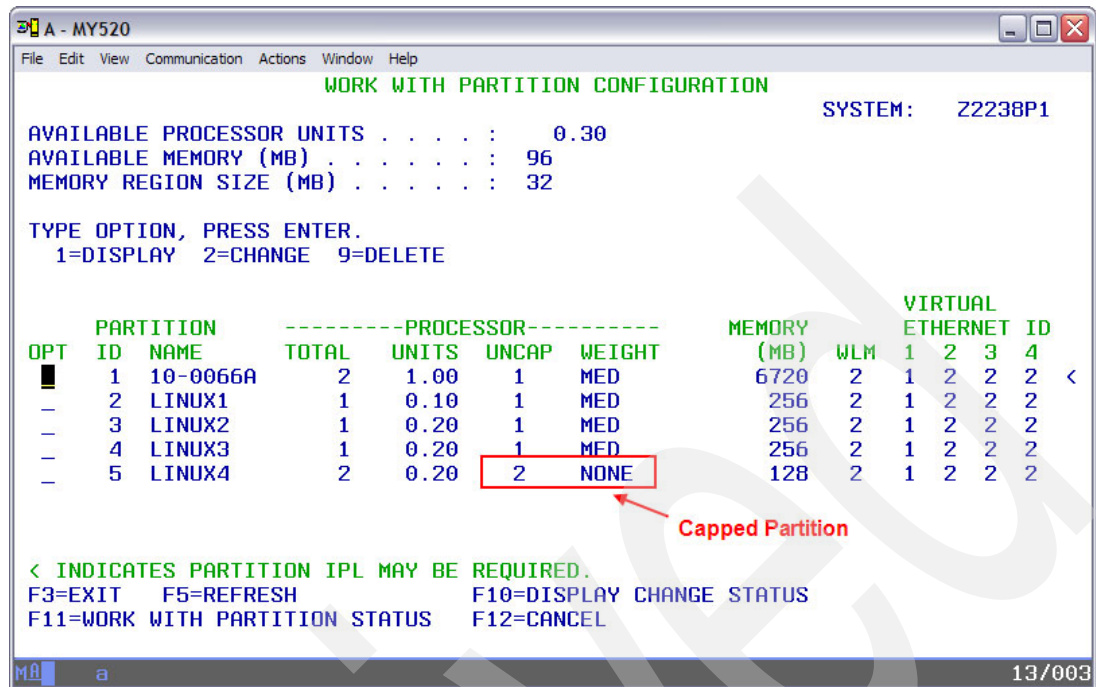 A - MY520
File Edit View Communication Actions Window Help
WORK WITH PARTITION CONFIGURATION
SYSTEM: Z2238P1
AVAILABLE PROCESSOR UNITS . . . . : 0.30
AVAILABLE MEMORY (MB) . . . . . . : 96
MEMORY REGION SIZE (MB) . . . . . : 32
TYPE OPTION, PRESS ENTER.
1=DISPLAY 2=CHANGE 9=DELETE
VIRTUAL
PARTITION ---------PROCESSOR---------- MEMORY ETHERNET ID
OPT ID NAME TOTAL UNITS UNCAP WEIGHT (MB) WLM 1 2 3 4
1 10-0066A 2 1.00 1 MED 6720 2 1 2 2 2 <
_ 2 LINUX1 1 0.10 1 MED 256 2 1 2 2 2
_ 3 LINUX2 1 0.20 1 MED 256 2 1 2 2 2
_ 4 LINUX3 1 0.20 1 MED 256 2 1 2 2 2
_ 5 LINUX4 2 0.20 2 NONE 128 2 1 2 2 2
Capped Partition
< INDICATES PARTITION IPL MAY BE REQUIRED.
F3=EXIT F5=REFRESH F10=DISPLAY CHANGE STATUS
F11=WORK WITH PARTITION STATUS F12=CANCEL
MA a 13/003